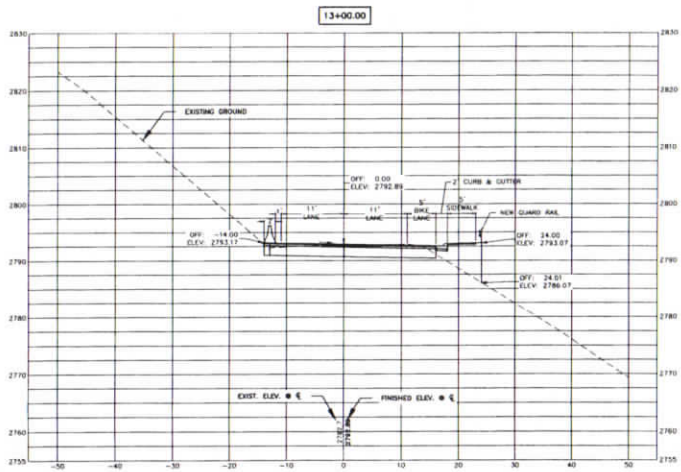 13+00.00
2830
2830
2820
2820
EXISTING GROUND
2810
2810
OFF: 0.00
ELEV: 2792.89
2' CURB & GUTTER
2800
2800
1'
11'
LANE
11'
LANE
5'
BIKE
LANE
5'
SIDEWALK
NEW GUARD RAIL
OFF: -14.00
ELEV: 2793.17
OFF: 24.00
ELEV: 2793.07
2790
2790
OFF: 24.01
ELEV: 2786.07
2780
2780
2770
2770
EXIST. ELEV. @ ℄
FINISHED ELEV. @ ℄
2792.89
2760
2760
2755
2755
-50
-40
-30
-20
-10
0
10
20
30
40
50